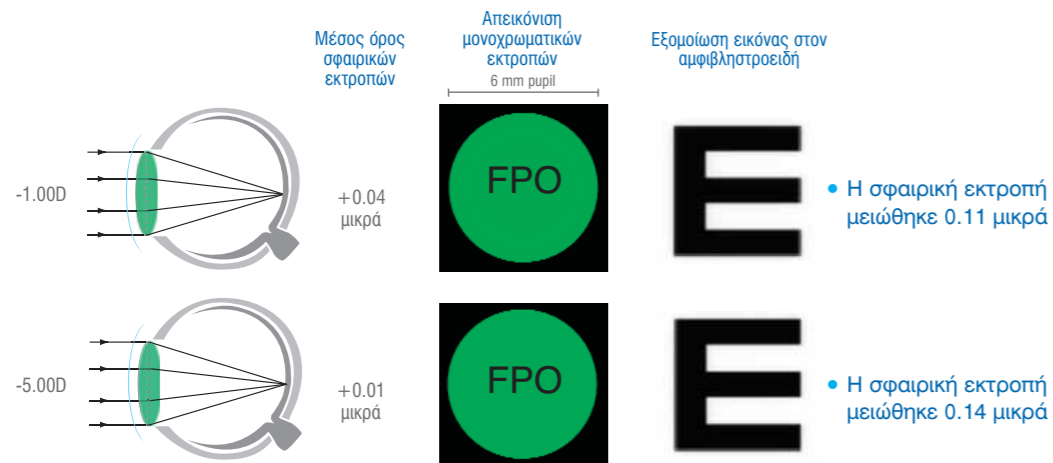 Μέσος όρος
σφαιρικών
εκτροπών
Απεικόνιση
μονοχρωματικών
εκτροπών
6 mm pupil
Εξομοίωση εικόνας στον
αμφιβληστροειδή
-1.00D
+0.04
μικρά
FPO
E
• Η σφαιρική εκτροπή
μειώθηκε 0.11 μικρά
-5.00D
+0.01
μικρά
FPO
E
• Η σφαιρική εκτροπή
μειώθηκε 0.14 μικρά